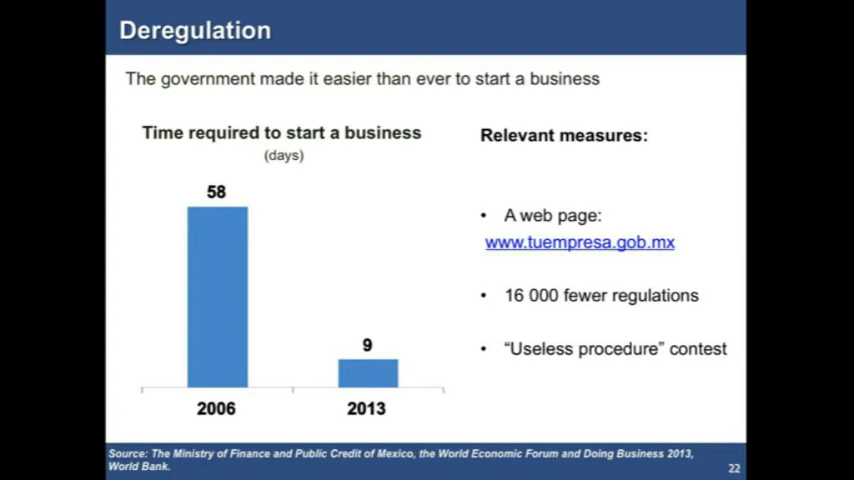 Deregulation
The government made it easier than ever to start a business
Time required to start a business
(days)
58
9
2006
2013
Relevant measures:
• A web page:
www.tuempresa.gob.mx
• 16 000 fewer regulations
• “Useless procedure” contest
Source: The Ministry of Finance and Public Credit of Mexico, the World Economic Forum and Doing Business 2013,
World Bank.
22